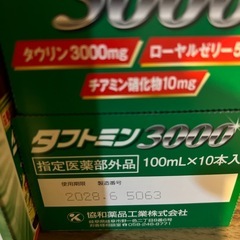 3000
タウリン3000mg
ローヤルゼリー5
チアミン硝化物10mg
タフトミン3000
指定医薬部外品 100mL×10本入
使用期限 製造番号
2028.6 5063
協和薬品工業株式会社